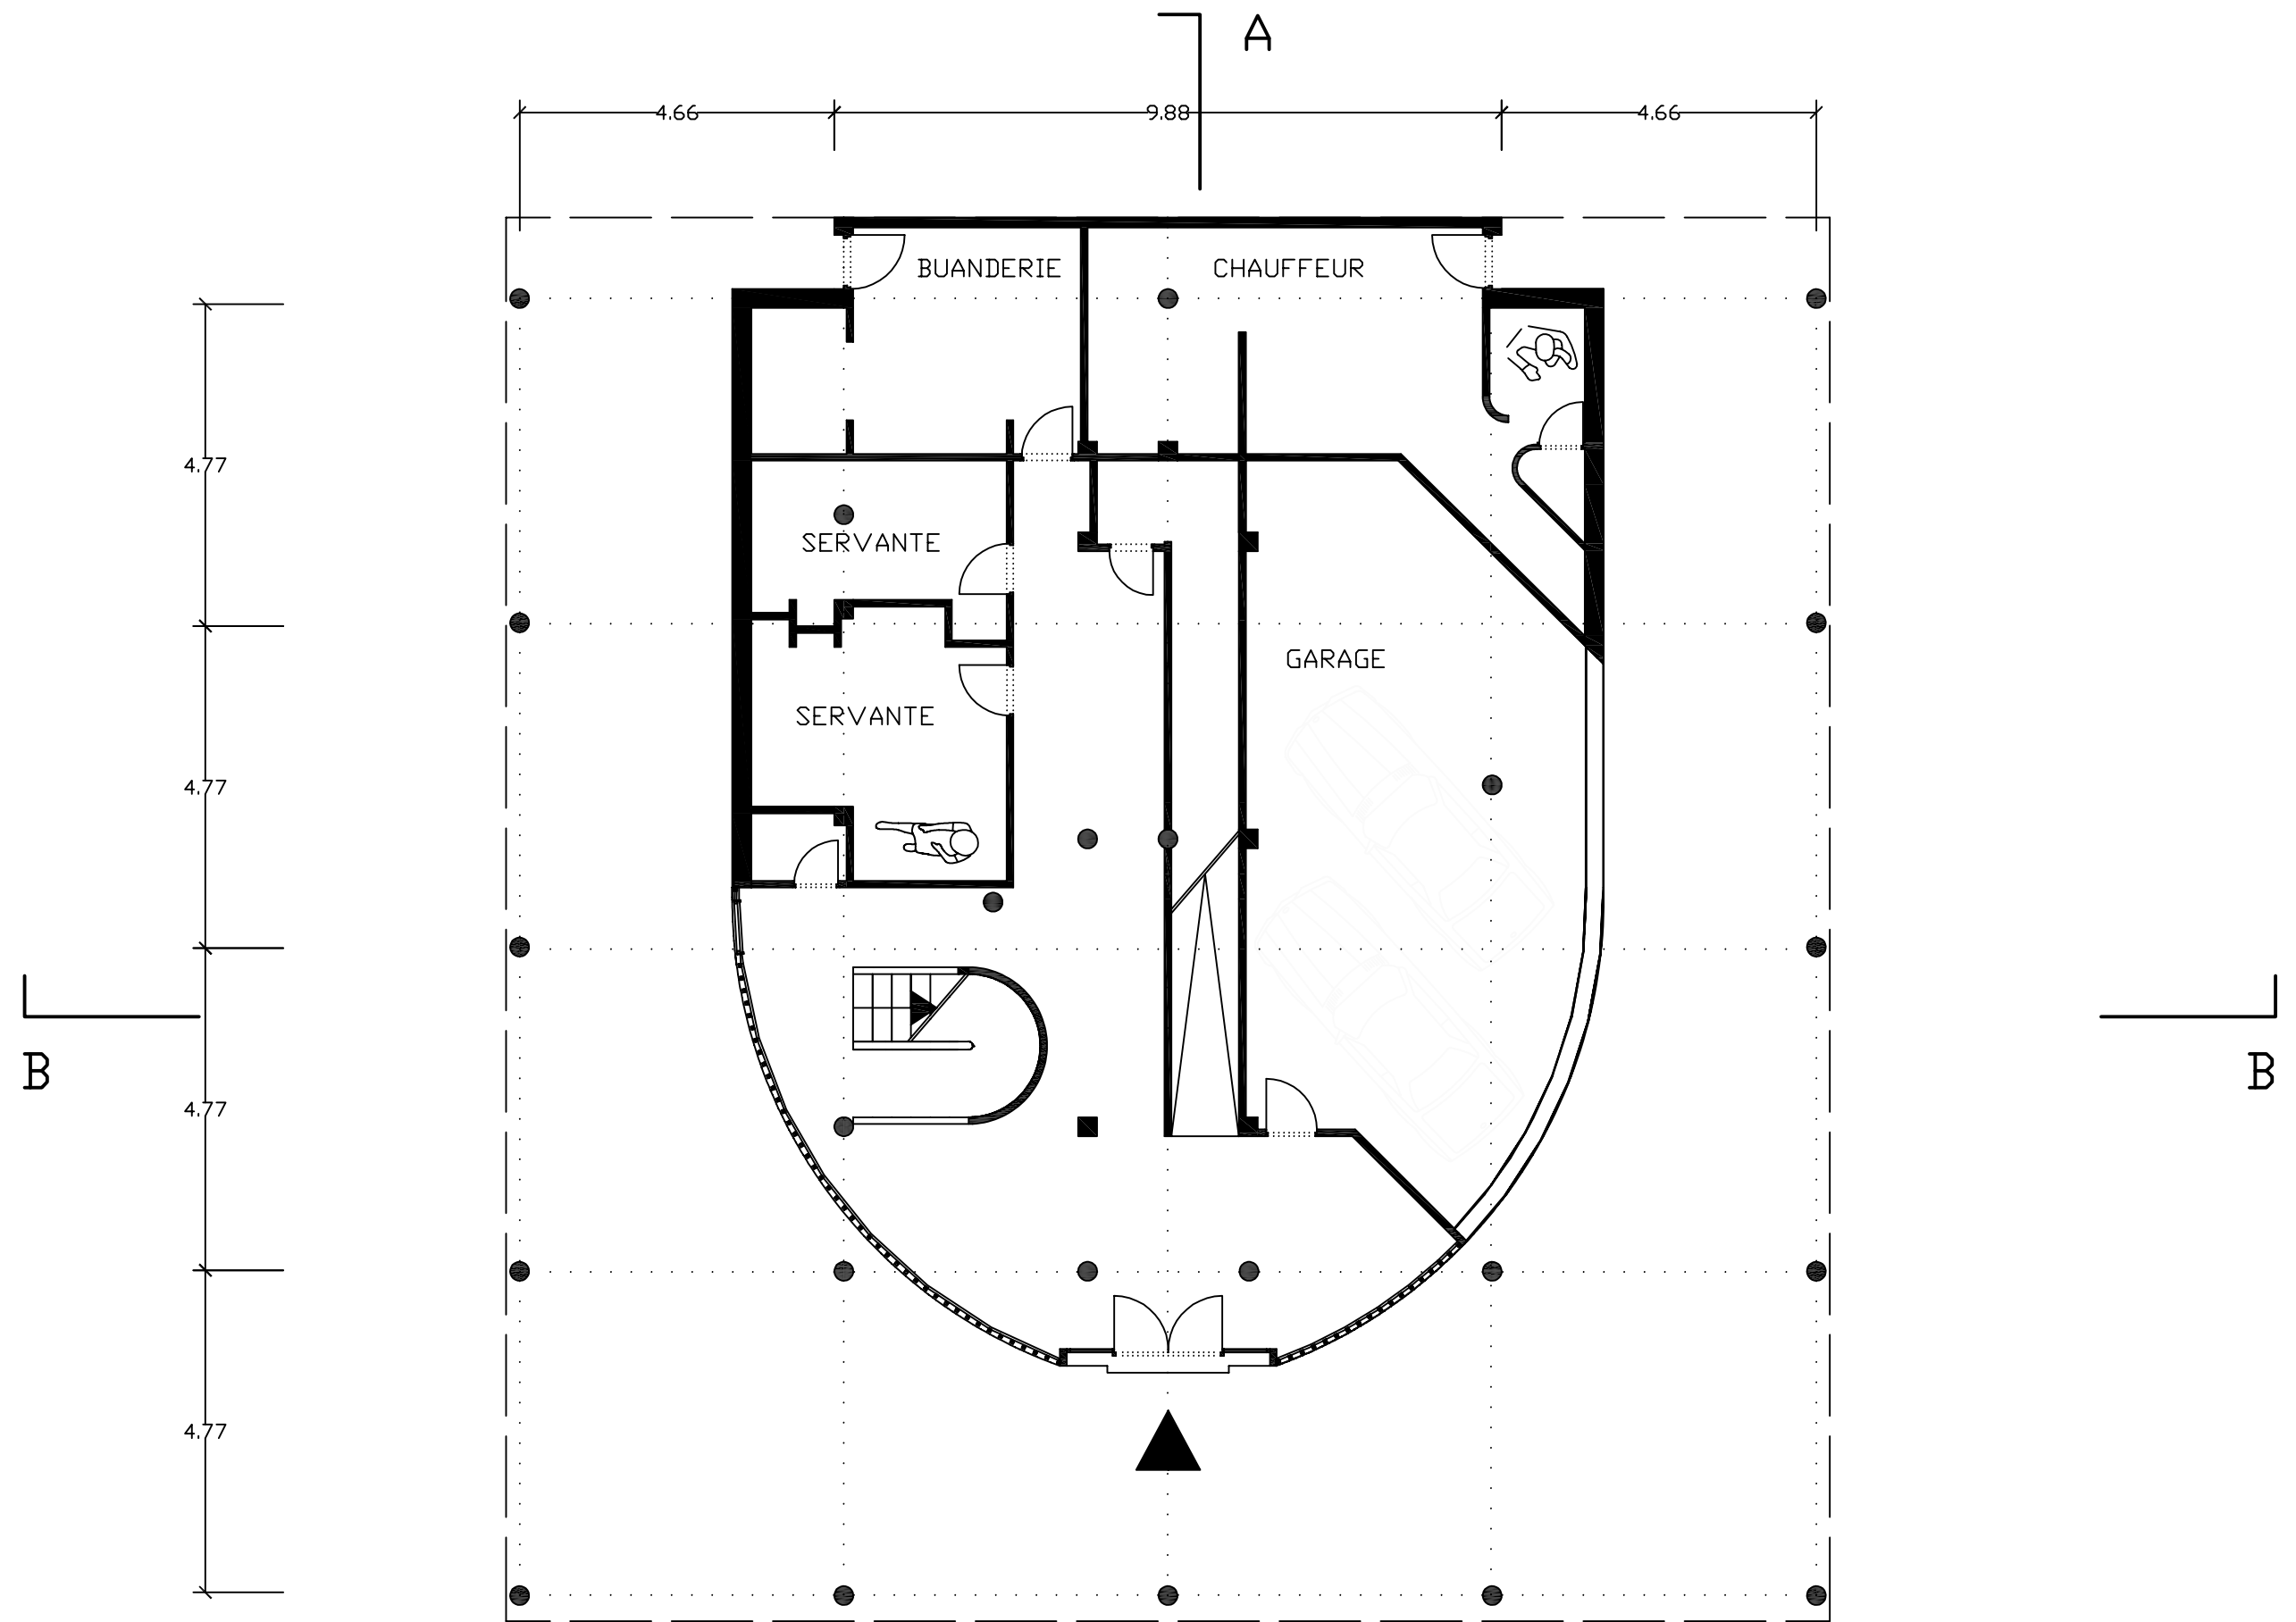 A
4.66 9.88 4.66
BUANDERIE CHAUFFEUR
4.77
SERVANTE
GARAGE
SERVANTE
4.77
B B
4.77
4.77